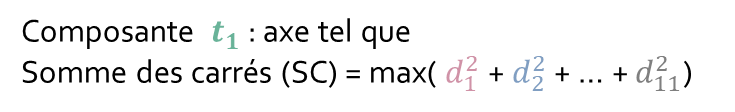 Composante t₁ : axe tel que
Somme des carrés (SC) = max( d₁² + d₂² + ... + d₁₁²)